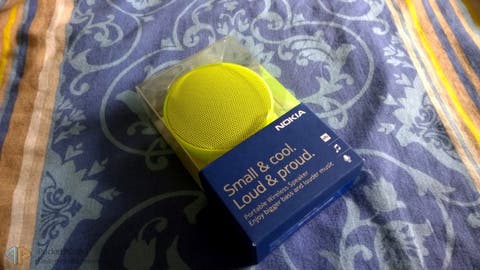 NOKIA
Small & cool.
Loud & proud.
Portable Wireless Speaker
Enjoy bigger bass and louder music